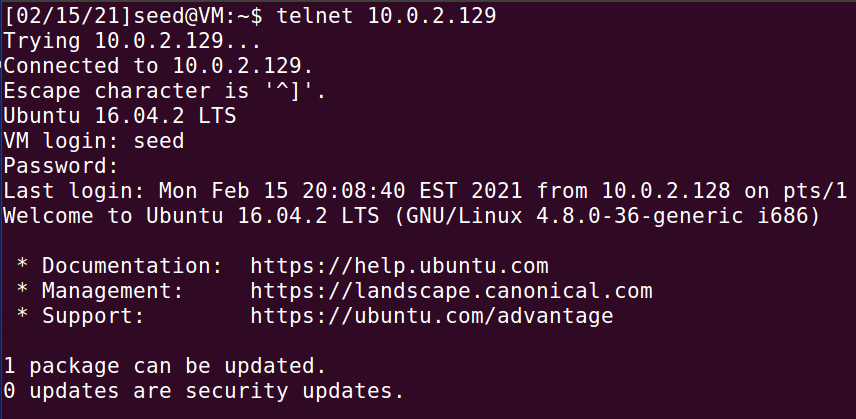 [02/15/21]seed@VM:~$ telnet 10.0.2.129
Trying 10.0.2.129...
Connected to 10.0.2.129.
Escape character is '^]'.
Ubuntu 16.04.2 LTS
VM login: seed
Password:
Last login: Mon Feb 15 20:08:40 EST 2021 from 10.0.2.128 on pts/1
Welcome to Ubuntu 16.04.2 LTS (GNU/Linux 4.8.0-36-generic i686)
* Documentation:  https://help.ubuntu.com
* Management:     https://landscape.canonical.com
* Support:        https://ubuntu.com/advantage
1 package can be updated.
0 updates are security updates.